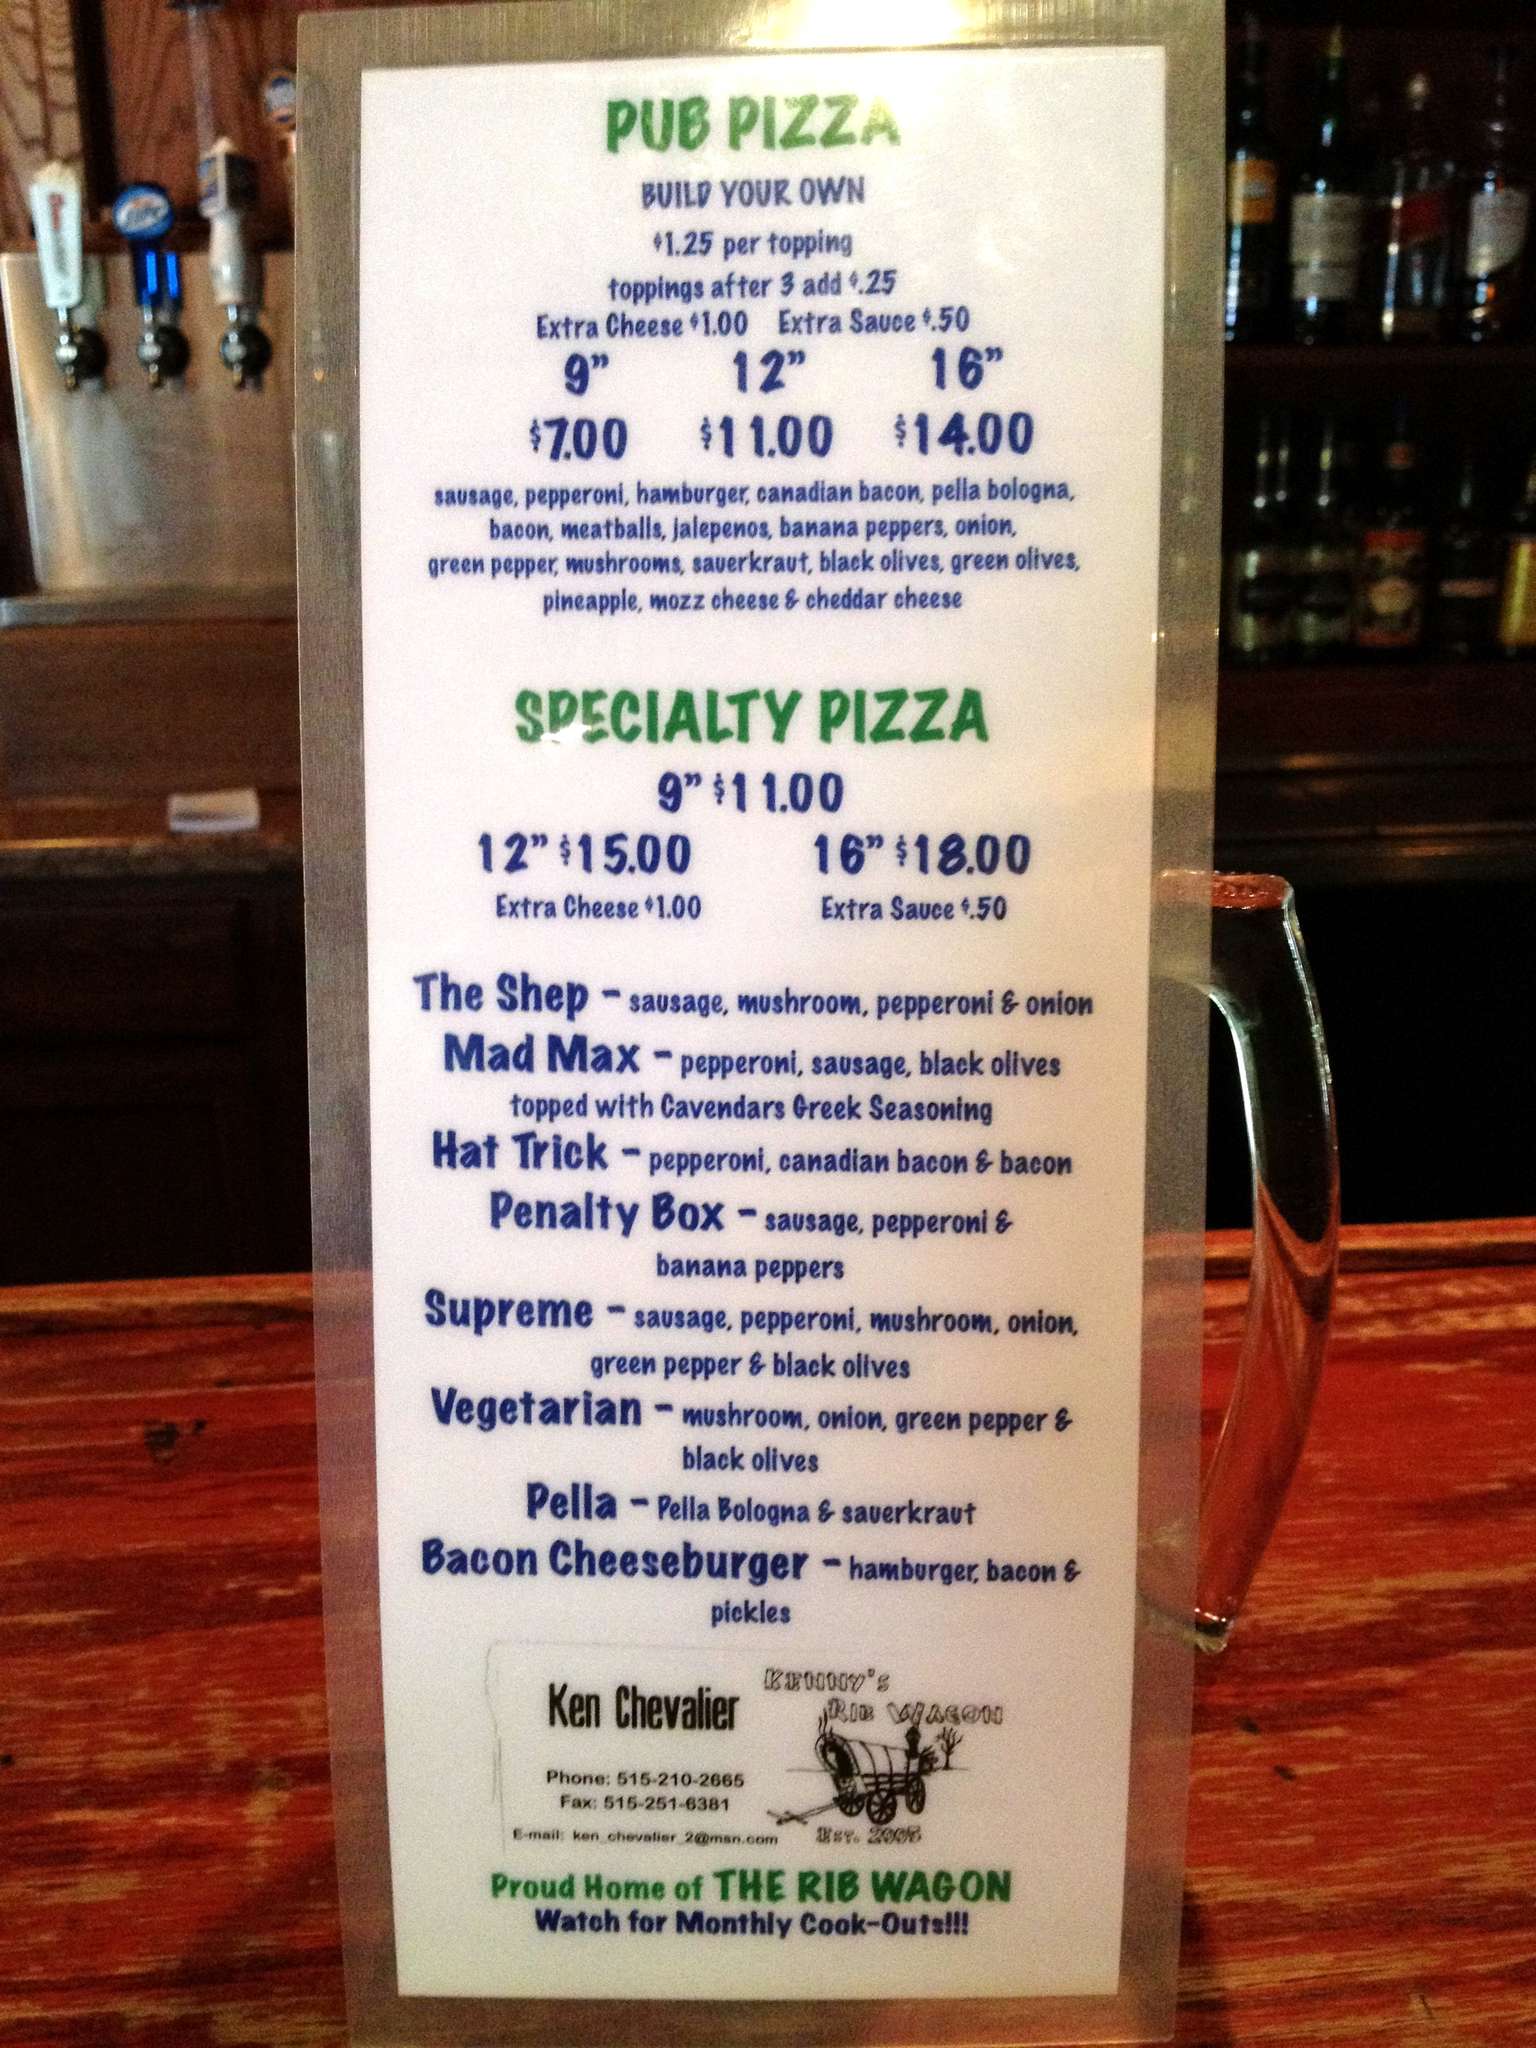 PUB PIZZA
BUILD YOUR OWN
$1.25 per topping
toppings after 3 add $.25
Extra Cheese $1.00 Extra Sauce $.50
9” 12” 16”
$7.00 $11.00 $14.00
sausage, pepperoni, hamburger, canadian bacon, pella bologna,
bacon, meatballs, jalepenos, banana peppers, onion,
green pepper, mushrooms, sauerkraut, black olives, green olives,
pineapple, mozz cheese & cheddar cheese
SPECIALTY PIZZA
9” $11.00
12” $15.00 16” $18.00
Extra Cheese $1.00 Extra Sauce $.50
The Shep - sausage, mushroom, pepperoni & onion
Mad Max - pepperoni, sausage, black olives
topped with Cavendars Greek Seasoning
Hat Trick - pepperoni, canadian bacon & bacon
Penalty Box - sausage, pepperoni &
banana peppers
Supreme - sausage, pepperoni, mushroom, onion,
green pepper & black olives
Vegetarian - mushroom, onion, green pepper &
black olives
Pella - Pella Bologna & sauerkraut
Bacon Cheeseburger - hamburger, bacon &
pickles
Ken Chevalier
KENNY'S
RIB WAGON
Phone: 515-210-2665
Fax: 515-251-6381
E-mail: ken_chevalier_2@msn.com
EST. 2005
Proud Home of THE RIB WAGON
Watch for Monthly Cook-Outs!!!